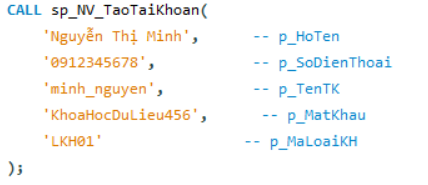 CALL sp_NV_TaoTaiKhoan(
'Nguyễn Thị Minh', -- p_HoTen
'0912345678', -- p_SoDienThoai
'minh_nguyen', -- p_TenTK
'KhoaHocDuLieu456', -- p_MatKhau
'LKH01' -- p_MaLoaiKH
);